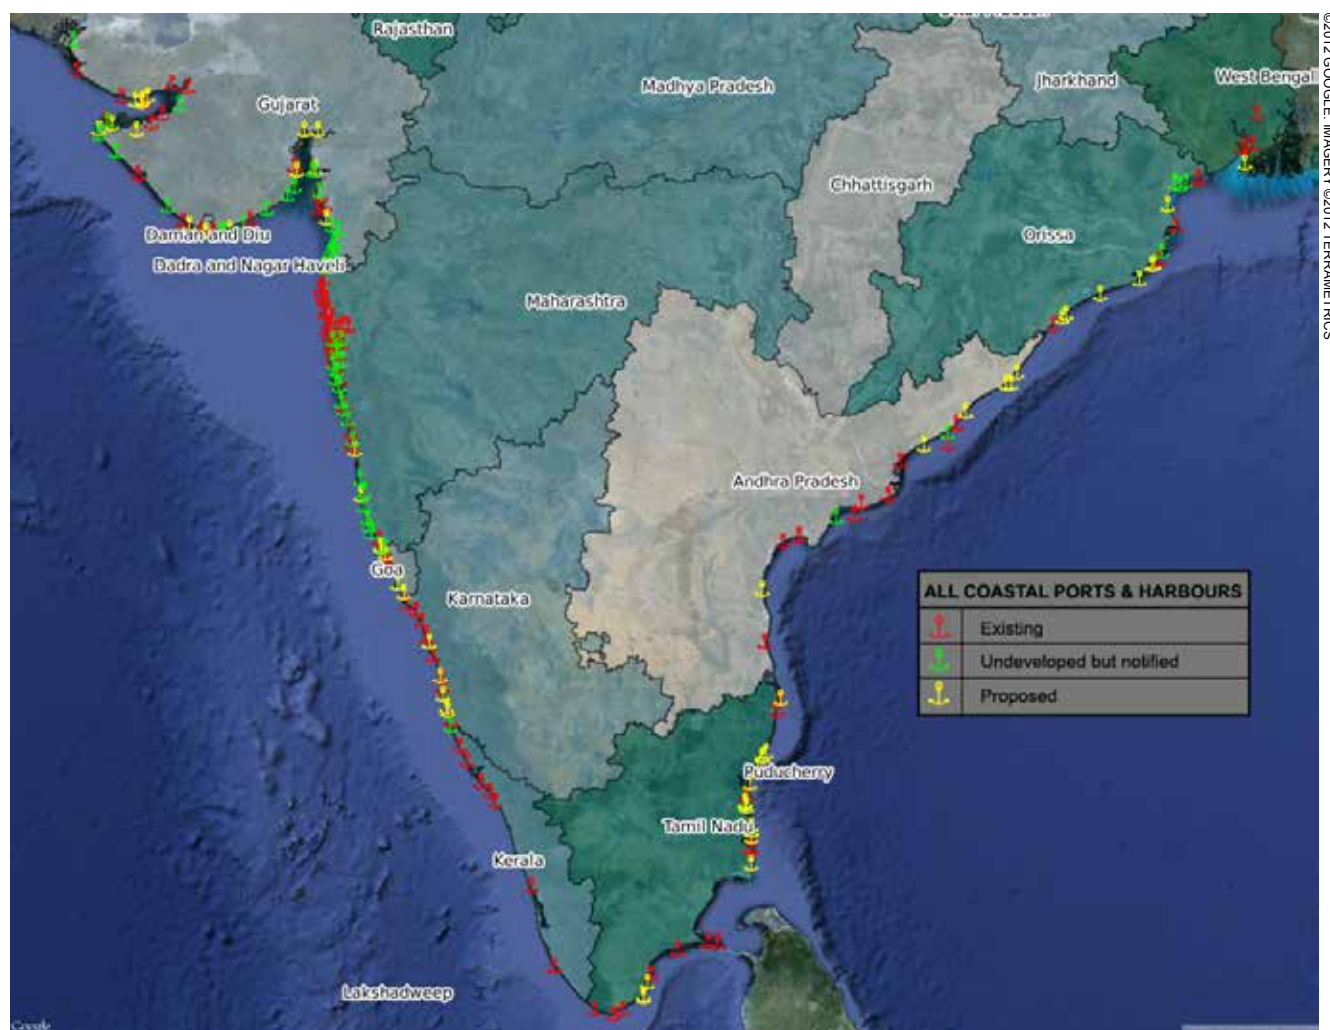 Rajasthan
Madhya Pradesh
Jharkhand
West Bengal
Gujarat
Chhattisgarh
Orissa
Daman and Diu
Dadra and Nagar Haveli
Maharashtra
Andhra Pradesh
Goa
Karnataka
ALL COASTAL PORTS & HARBOURS
Existing
Undeveloped but notified
Proposed
Puducherry
Tamil Nadu
Kerala
Lakshadweep
Google
©2012 GOOGLE. IMAGERY ©2012 TERRAMETRICS